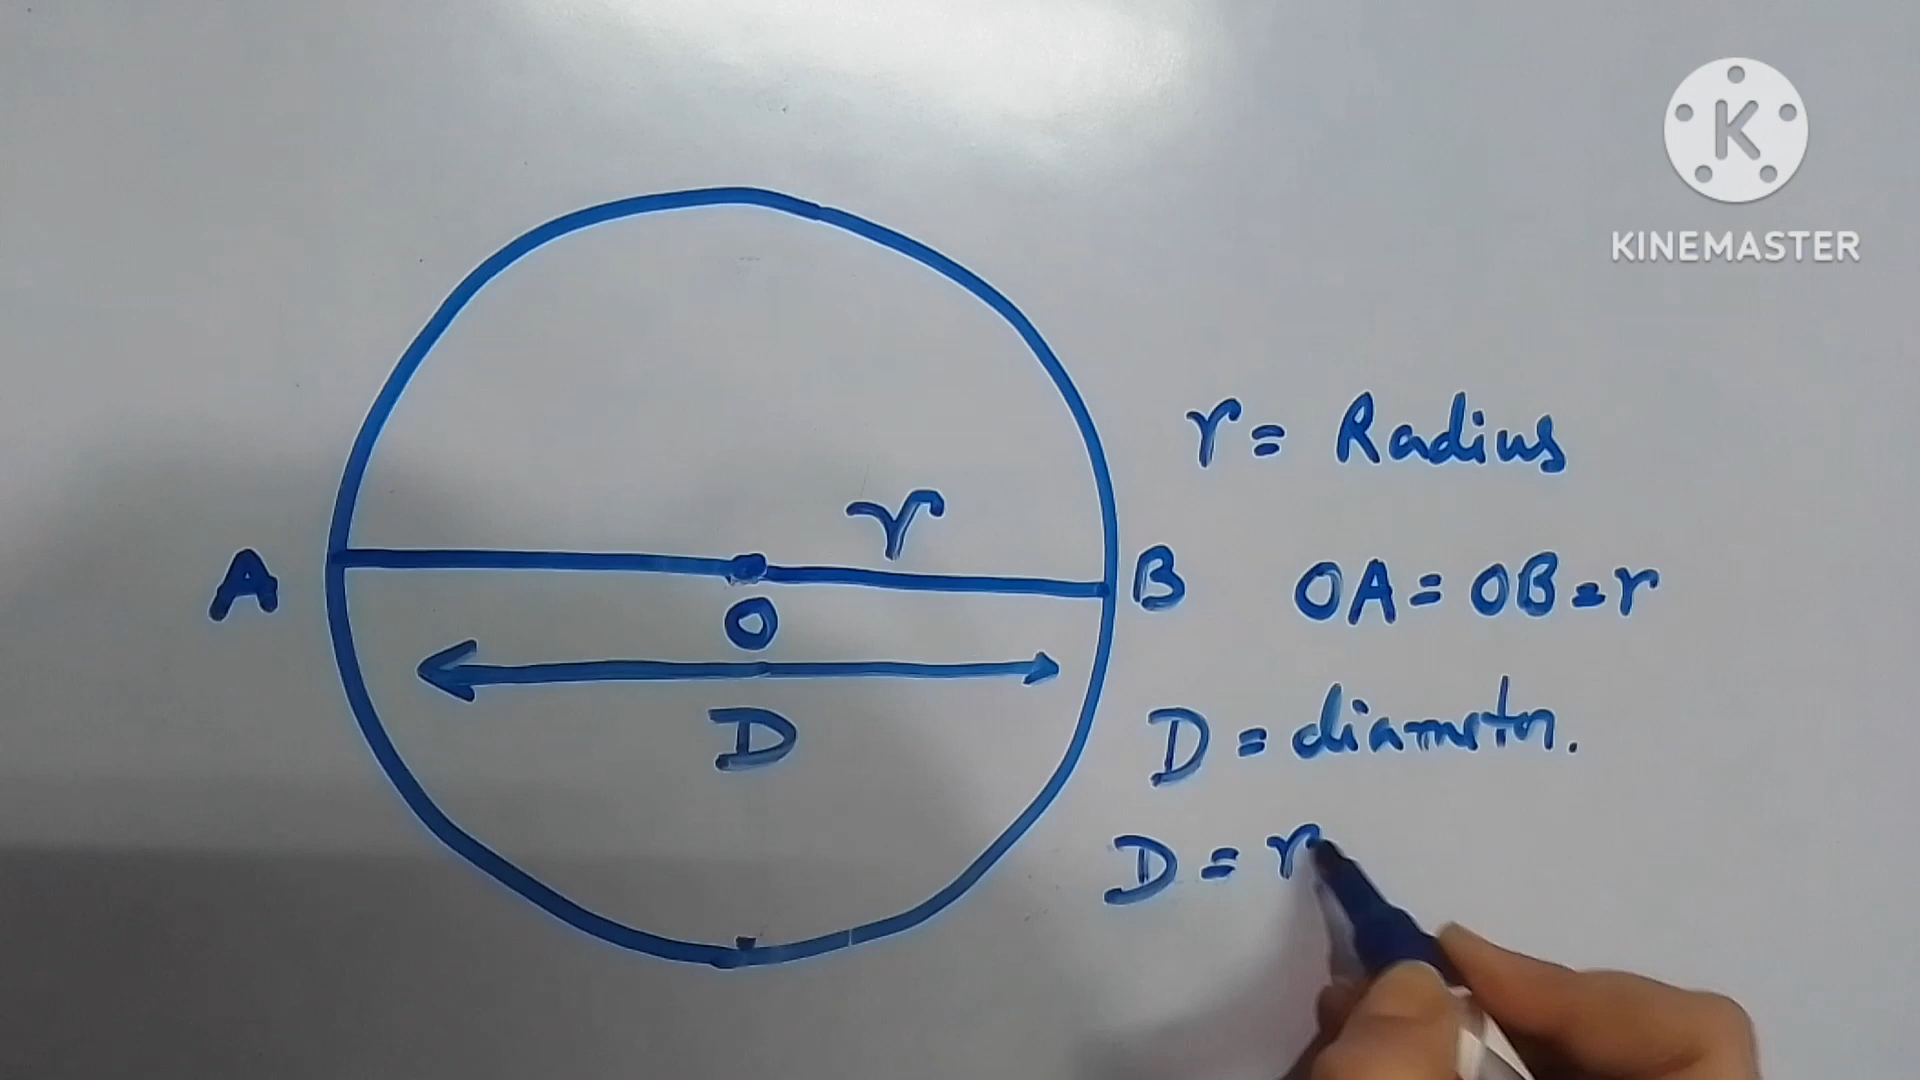 K
KINEMASTER
r = Radius
r
A
B
OA = OB = r
O
D
D = diameter.
D = r